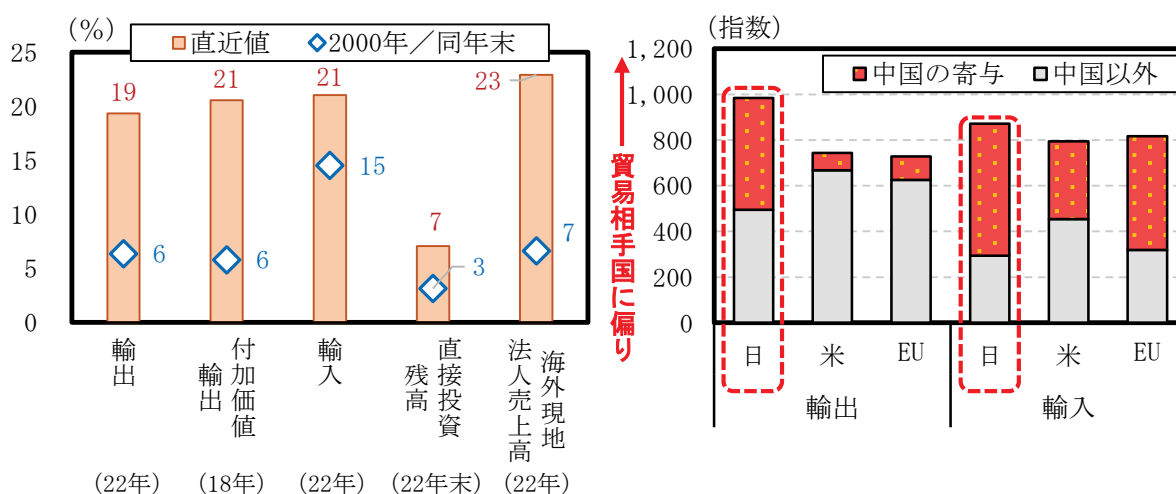 (%)
25
20
15
10
5
0
直近値
2000年／同年末
19
21
21
7
23
6
6
15
3
7
輸出
付加価値
輸出
輸入
直接投資
残高
海外現地
法人売上高
(22年)
(18年)
(22年)
(22年末)
(22年)
(指数)
1,200
1,000
800
600
400
200
0
貿易相手国に偏り
中国の寄与
中国以外
日
米
EU
日
米
EU
輸出
輸入